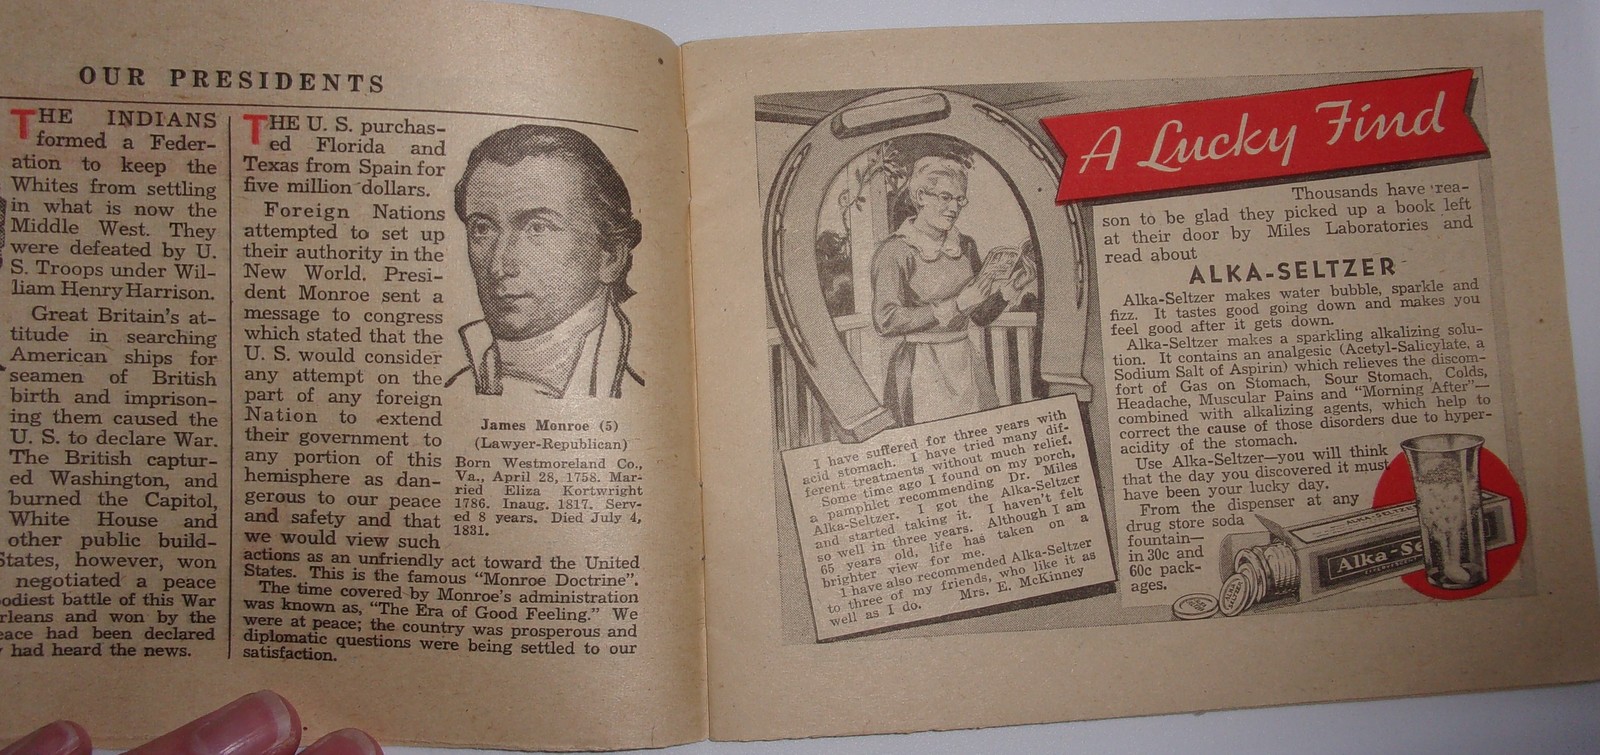 OUR PRESIDENTS
THE INDIANS
formed a Feder-
ation to keep the
Whites from settling
in what is now the
Middle West. They
were defeated by U.
S. Troops under Wil-
liam Henry Harrison.
Great Britain's at-
titude in searching
American ships for
seamen of British
birth and imprison-
ing them caused the
U. S. to declare War.
The British captur-
ed Washington, and
burned the Capitol,
White House and
other public build-
States, however, won
negotiated a peace
battle of this War
and won by the
had been declared
had heard the news.
THE U. S. purchas-
ed Florida and
Texas from Spain for
five million dollars.
Foreign Nations
attempted to set up
their authority in the
New World. Presi-
dent Monroe sent a
message to congress
which stated that the
U. S. would consider
any attempt on the
part of any foreign
Nation to extend
their government to
any portion of this
hemisphere as dan-
gerous to our peace
and safety and that
we would view such
actions as an unfriendly act toward the United
States. This is the famous "Monroe Doctrine".
The time covered by Monroe's administration
was known as, "The Era of Good Feeling." We
were at peace; the country was prosperous and
diplomatic questions were being settled to our
satisfaction.
James Monroe (5)
(Lawyer-Republican)
Born Westmoreland Co.,
Va., April 28, 1758. Mar-
ried Eliza Kortwright
1786. Inaug. 1817. Serv-
ed 8 years. Died July 4,
1831.
A Lucky Find
Thousands have rea-
son to be glad they picked up a book left
at their door by Miles Laboratories and
read about
ALKA-SELTZER
Alka-Seltzer makes water bubble, sparkle and
fizz. It tastes good going down and makes you
feel good after it gets down.
Alka-Seltzer makes a sparkling alkalizing solu-
tion. It contains an analgesic (Acetyl-Salicylate, a
Sodium Salt of Aspirin) which relieves the discom-
fort of Gas on Stomach, Sour Stomach, Colds,
Headache, Muscular Pains and "Morning After"—
combined with alkalizing agents, which help to
correct the cause of those disorders due to hyper-
acidity of the stomach.
Use Alka-Seltzer—you will think
that the day you discovered it must
have been your lucky day.
From the dispenser at any
drug store soda
fountain—
in 30c and
60c pack-
ages.
I have suffered for three years with
acid stomach. I have tried many dif-
ferent treatments without much relief.
Some time ago I found on my porch,
a pamphlet recommending Dr. Miles
Alka-Seltzer. I got the Alka-Seltzer
and started taking it. I haven't felt
so well in three years. Although I am
65 years old, life has taken on a
brighter view for me.
I have also recommended Alka-Seltzer
to three of my friends, who like it as
well as I do. Mrs. E. McKinney
Alka-Se